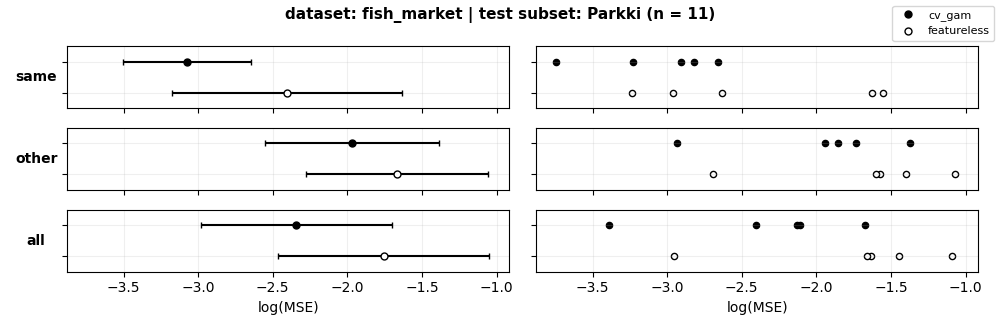 dataset: fish_market | test subset: Parkki (n = 11)
cv_gam
featureless
same
other
all
−3.5 −3.0 −2.5 −2.0 −1.5 −1.0
−3.5 −3.0 −2.5 −2.0 −1.5 −1.0
log(MSE)
log(MSE)